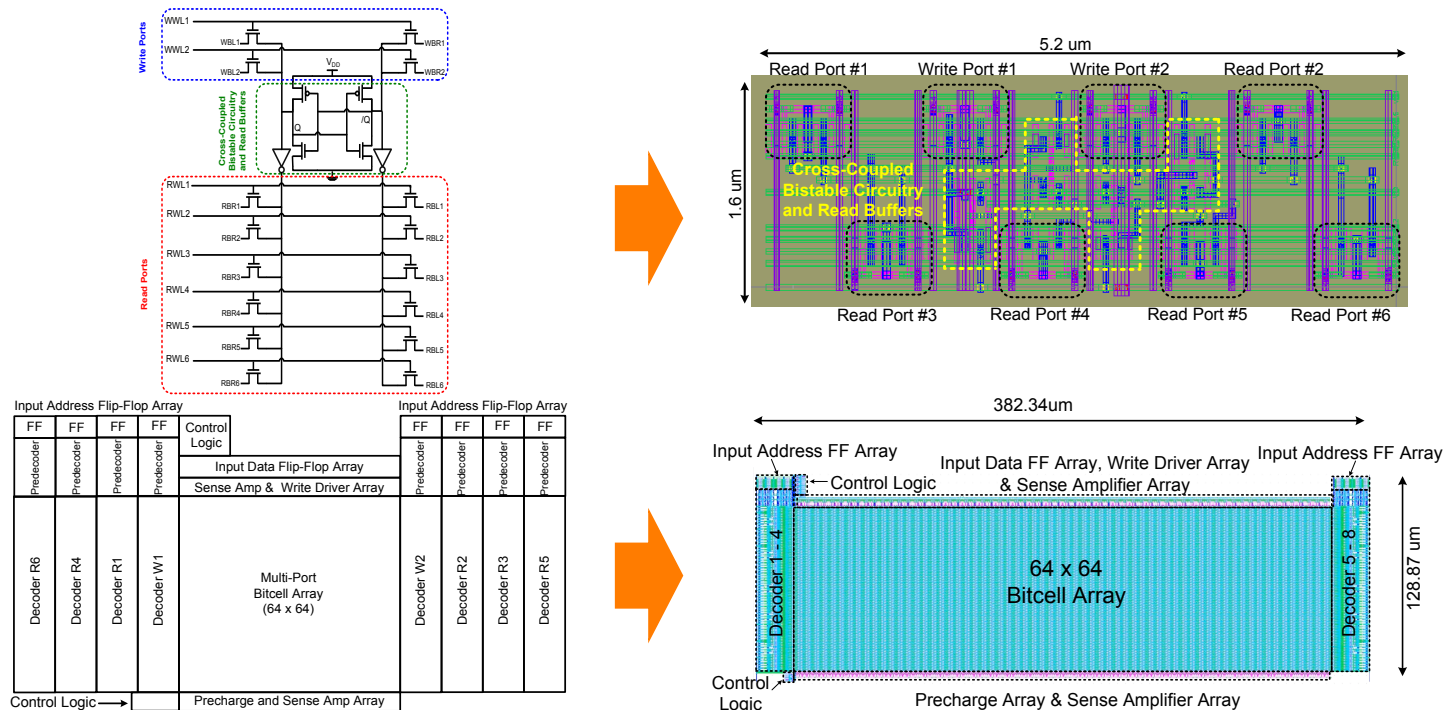 WWL1
WBL1
WBR1
WWL2
WBL2
WBR2
Write Ports
VDD
Q
/Q
Cross-Coupled
Bistable Circuitry
and Read Buffers
RWL1
RBR1
RBL1
RWL2
RBR2
RBL2
RWL3
RBR3
RBL3
RWL4
RBR4
RBL4
RWL5
RBR5
RBL5
RWL6
RBR6
RBL6
Read Ports
5.2 um
Read Port #1
Write Port #1
Write Port #2
Read Port #2
1.6 um
Cross-Coupled
Bistable Circuitry
and Read Buffers
Read Port #3
Read Port #4
Read Port #5
Read Port #6
Input Address Flip-Flop Array
Input Address Flip-Flop Array
FF
FF
FF
FF
Control
Logic
FF
FF
FF
FF
Predecoder
Predecoder
Predecoder
Predecoder
Input Data Flip-Flop Array
Sense Amp & Write Driver Array
Predecoder
Predecoder
Predecoder
Predecoder
Decoder R6
Decoder R4
Decoder R1
Decoder W1
Multi-Port
Bitcell Array
(64 x 64)
Decoder W2
Decoder R2
Decoder R3
Decoder R5
Control Logic
Precharge and Sense Amp Array
382.34um
Input Address FF Array
Control Logic
Input Data FF Array, Write Driver Array
& Sense Amplifier Array
Input Address FF Array
Decoder 1 - 4
64 x 64
Bitcell Array
Decoder 5 - 8
128.87 um
Control
Logic
Precharge Array & Sense Amplifier Array